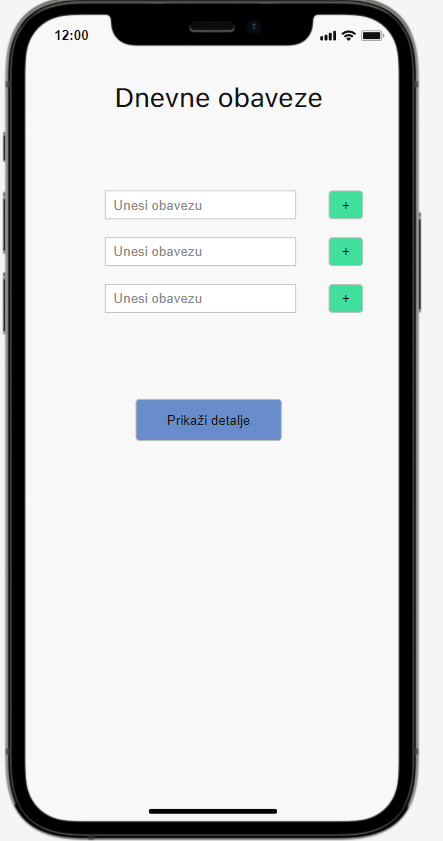 12:00
Dnevne obaveze
Unesi obavezu +
Unesi obavezu +
Unesi obavezu +
Prikaži detalje